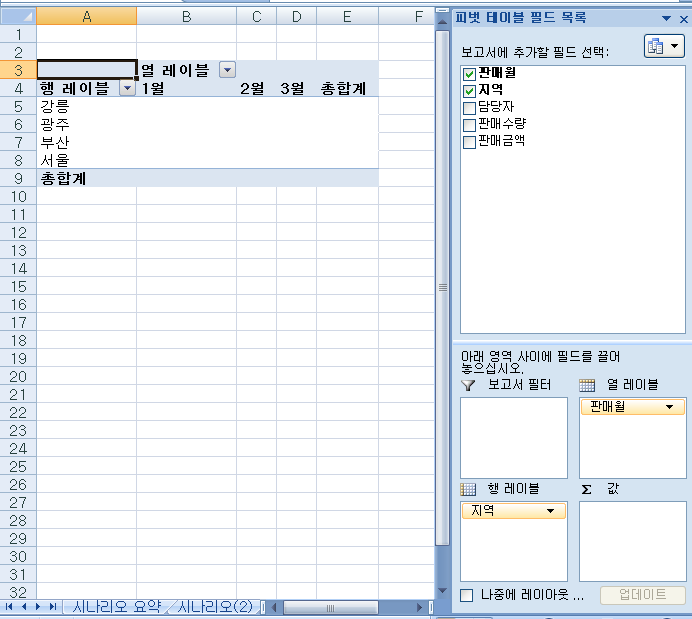 A B C D E F
1
2
3 열 레이블
4 행 레이블 1월 2월 3월 총합계
5 강릉
6 광주
7 부산
8 서울
9 총합계
10
11
12
13
14
15
16
17
18
19
20
21
22
23
24
25
26
27
28
29
30
31
32
시나리오 요약 시나리오(2)
피벗 테이블 필드 목록
보고서에 추가할 필드 선택:
판매월
지역
담당자
판매수량
판매금액
아래 영역 사이에 필드를 끌어
놓으십시오.
보고서 필터 열 레이블
판매월
행 레이블 Σ 값
지역
나중에 레이아웃 ... 업데이트